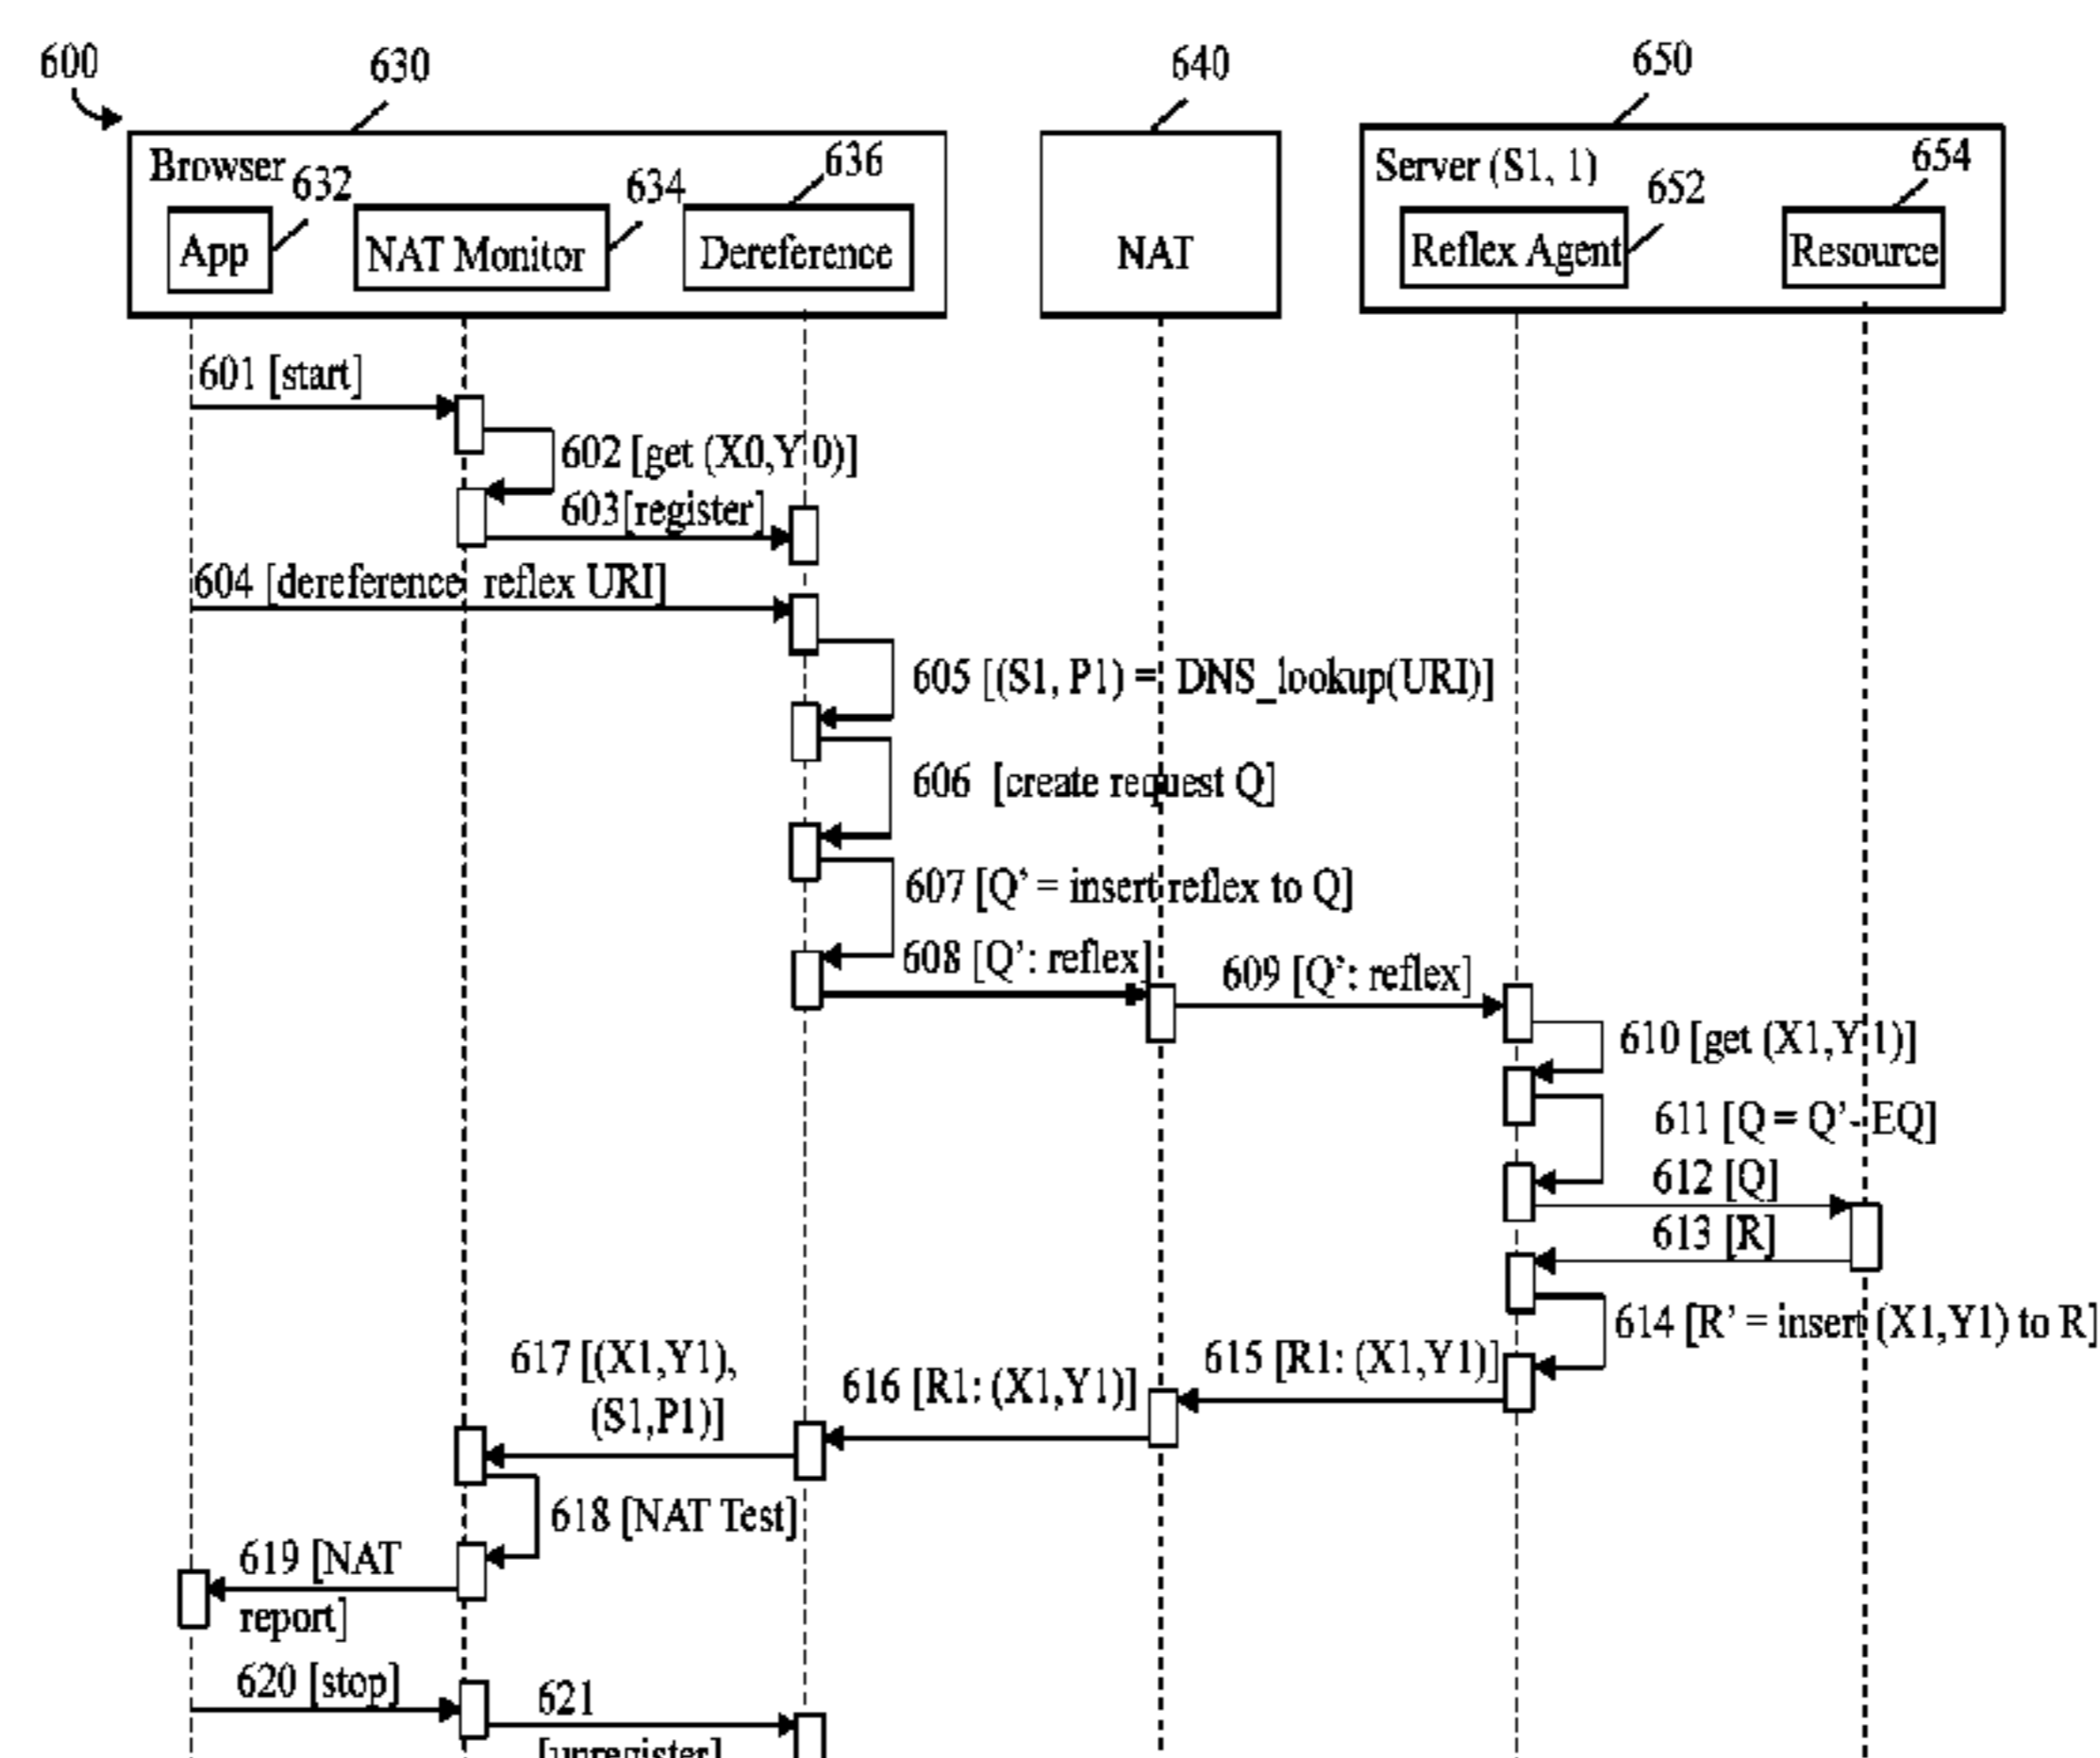 600
630
640
650
Browser
632
634
636
Server (S1, 1)
652
654
App
NAT Monitor
Dereference
NAT
Reflex Agent
Resource
601 [start]
602 [get (X0,Y0)]
603[register]
604 [dereference reflex URI]
605 [(S1, P1) = DNS_lookup(URI)]
606 [create request Q]
607 [Q' = insert reflex to Q]
608 [Q': reflex]
609 [Q': reflex]
610 [get (X1,Y1)]
611 [Q = Q'- EQ]
612 [Q]
613 [R]
614 [R' = insert (X1,Y1) to R]
615 [R1: (X1,Y1)]
616 [R1: (X1,Y1)]
617 [(X1,Y1),
(S1,P1)]
618 [NAT Test]
619 [NAT
report]
620 [stop]
621
[unregister]